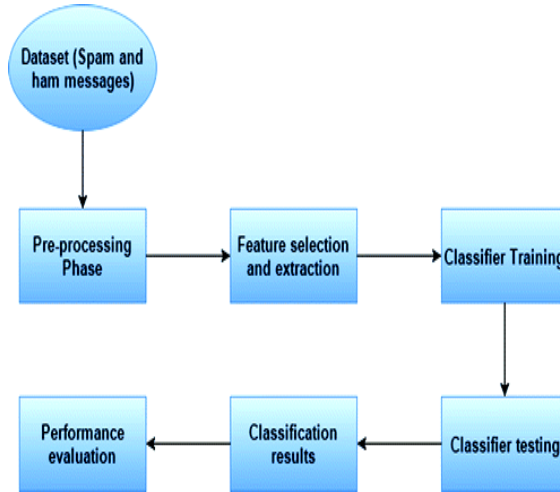 Dataset (Spam and
ham messages)
Pre-processing
Phase
Feature selection
and extraction
Classifier Training
Classifier testing
Classification
results
Performance
evaluation